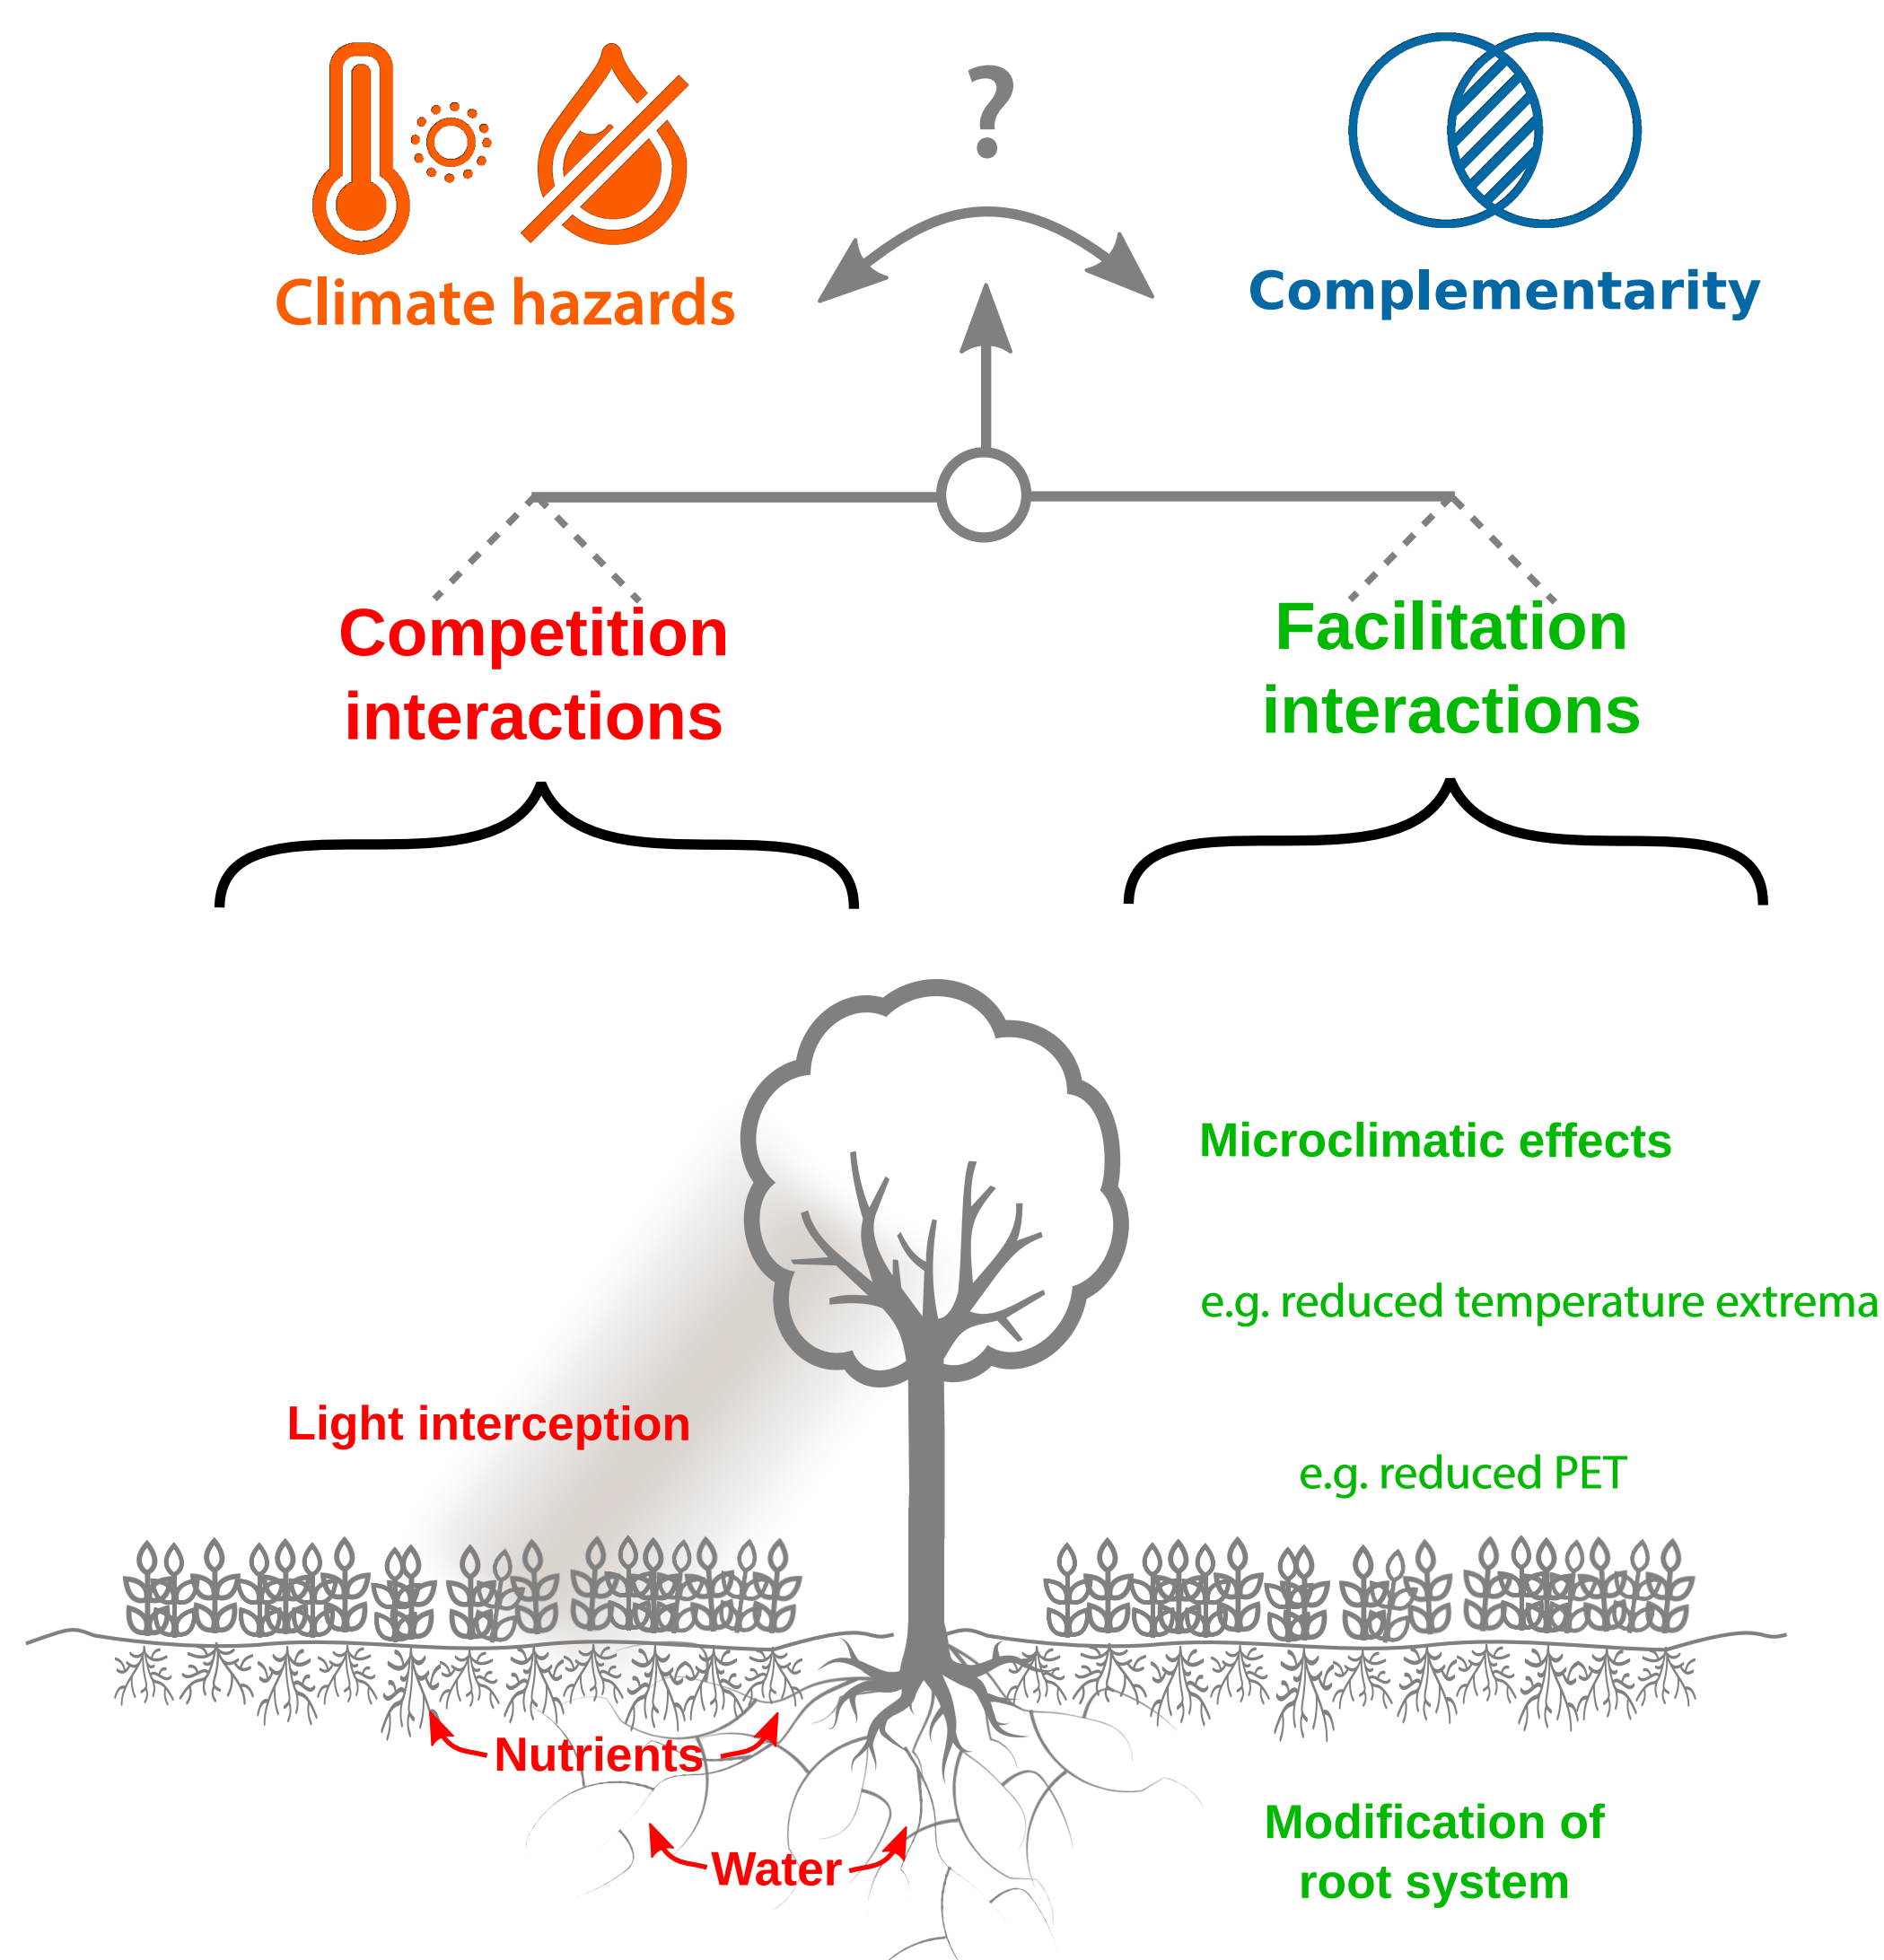 ?
Climate hazards
Complementarity
Competition
interactions
Facilitation
interactions
Microclimatic effects
e.g. reduced temperature extrema
Light interception
e.g. reduced PET
Nutrients
Water
Modification of
root system